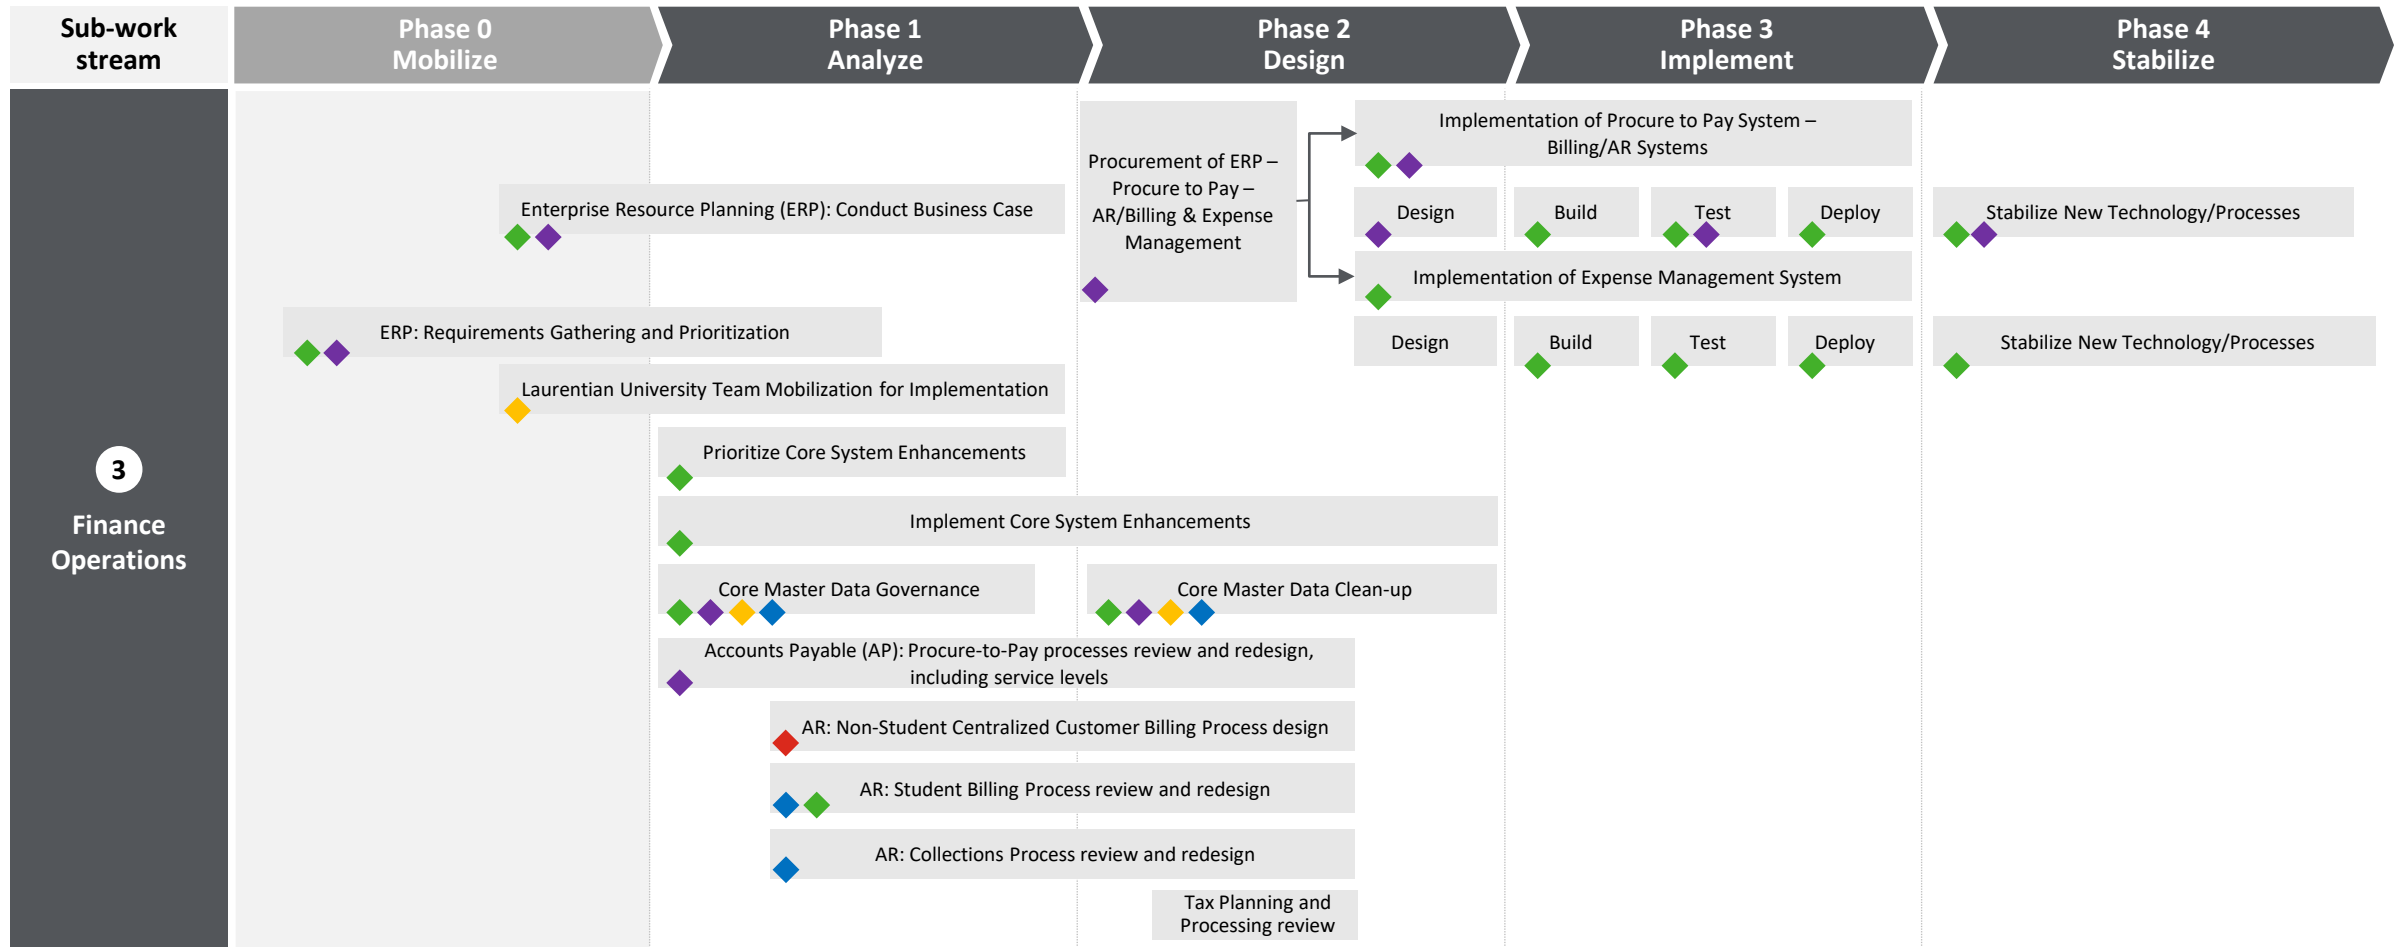 Sub-work
stream
Phase 0
Mobilize
Phase 1
Analyze
Phase 2
Design
Phase 3
Implement
Phase 4
Stabilize
3
Finance
Operations
Enterprise Resource Planning (ERP): Conduct Business Case
ERP: Requirements Gathering and Prioritization
Laurentian University Team Mobilization for Implementation
Prioritize Core System Enhancements
Implement Core System Enhancements
Core Master Data Governance
Core Master Data Clean-up
Accounts Payable (AP): Procure-to-Pay processes review and redesign,
including service levels
AR: Non-Student Centralized Customer Billing Process design
AR: Student Billing Process review and redesign
AR: Collections Process review and redesign
Tax Planning and
Processing review
Procurement of ERP –
Procure to Pay –
AR/Billing & Expense
Management
Implementation of Procure to Pay System –
Billing/AR Systems
Design
Build
Test
Deploy
Stabilize New Technology/Processes
Implementation of Expense Management System
Design
Build
Test
Deploy
Stabilize New Technology/Processes